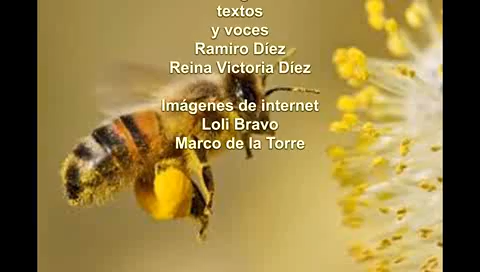 textos
y voces
Ramiro Díez
Reina Victoria Díez
Imágenes de internet
Loli Bravo
Marco de la Torre